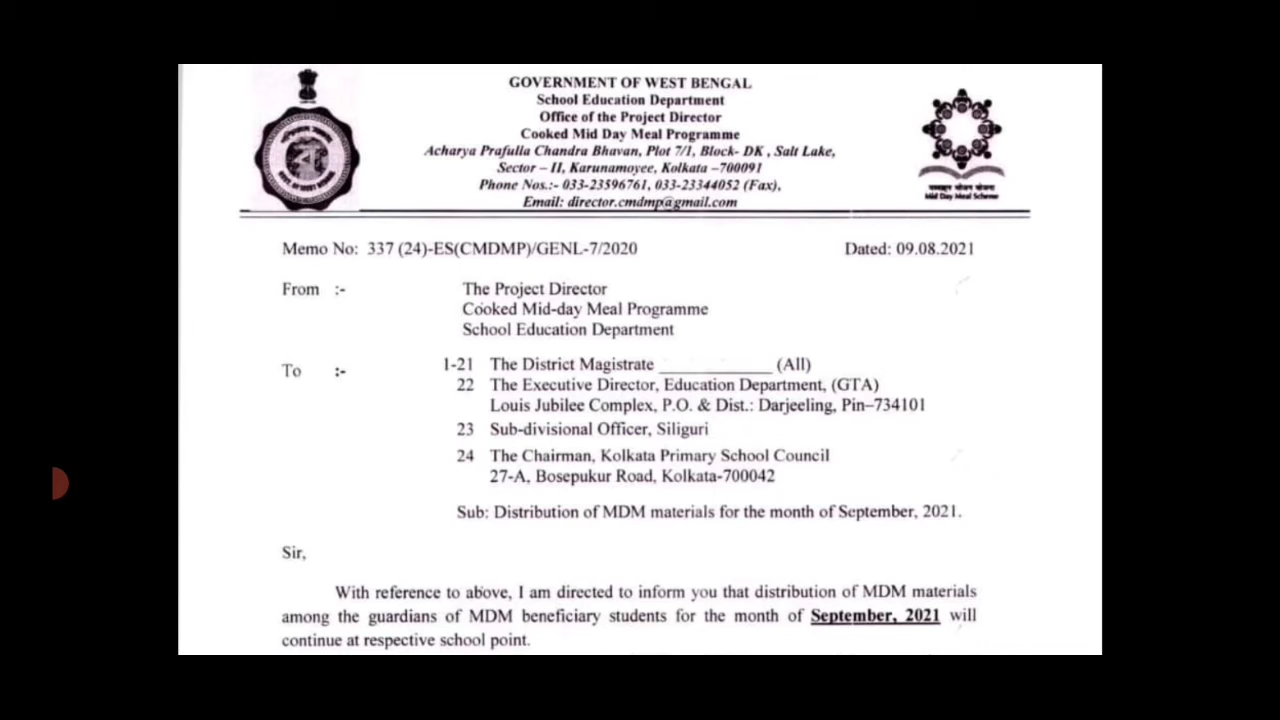 GOVERNMENT OF WEST BENGAL
School Education Department
Office of the Project Director
Cooked Mid Day Meal Programme
Acharya Prafulla Chandra Bhavan, Plot 7/1, Block- DK , Salt Lake,
Sector – II, Karunamoyee, Kolkata –700091
Phone Nos.:- 033-23596761, 033-23344052 (Fax),
Email: director.cmdmp@gmail.com
Mid Day Meal Scheme
Memo No: 337 (24)-ES(CMDMP)/GENL-7/2020 Dated: 09.08.2021
From :- The Project Director
Cooked Mid-day Meal Programme
School Education Department
To :- 1-21 The District Magistrate ____________ (All)
22 The Executive Director, Education Department, (GTA)
Louis Jubilee Complex, P.O. & Dist.: Darjeeling, Pin–734101
23 Sub-divisional Officer, Siliguri
24 The Chairman, Kolkata Primary School Council
27-A, Bosepukur Road, Kolkata-700042
Sub: Distribution of MDM materials for the month of September, 2021.
Sir,
With reference to above, I am directed to inform you that distribution of MDM materials
among the guardians of MDM beneficiary students for the month of September, 2021 will
continue at respective school point.